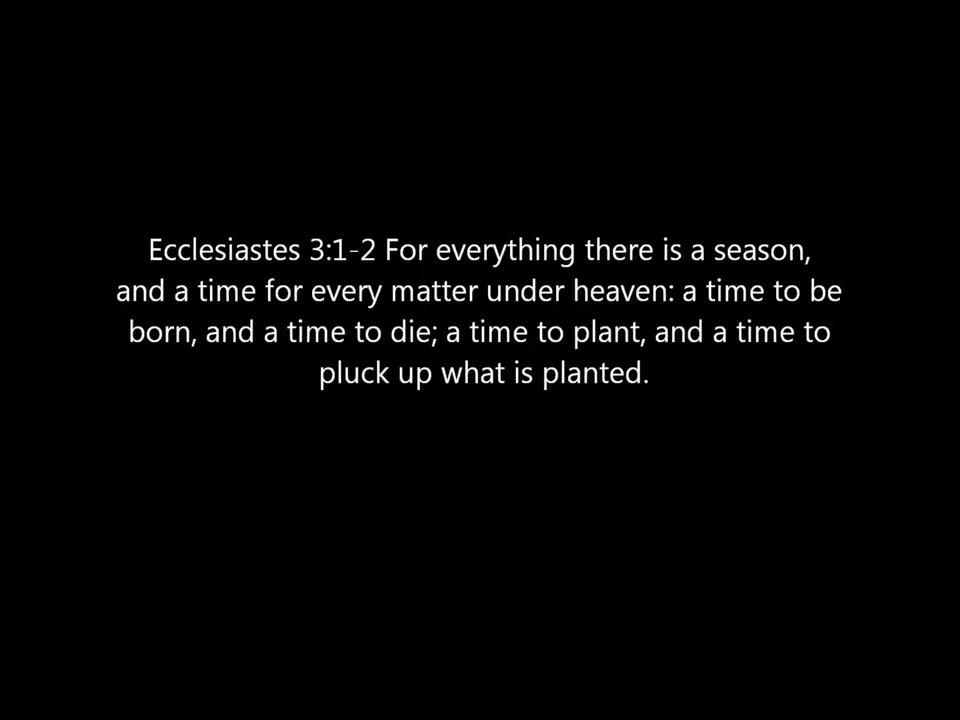 Ecclesiastes 3:1-2 For everything there is a season,
and a time for every matter under heaven: a time to be
born, and a time to die; a time to plant, and a time to
pluck up what is planted.